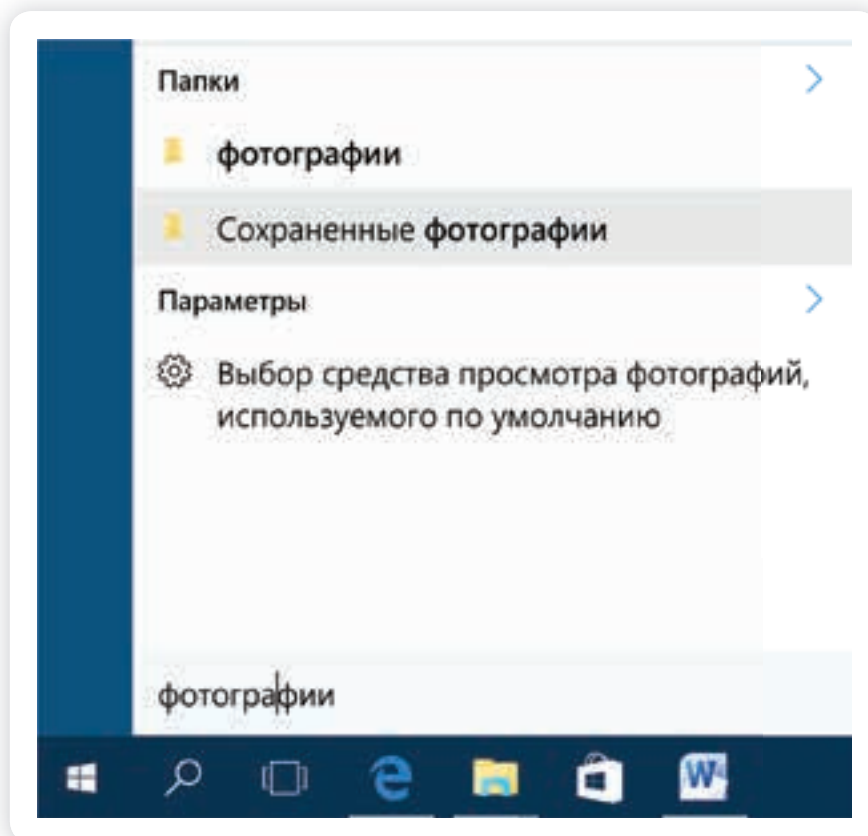 Папки
фотографии
Сохраненные фотографии
Параметры
Выбор средства просмотра фотографий,
используемого по умолчанию
фотографии
W